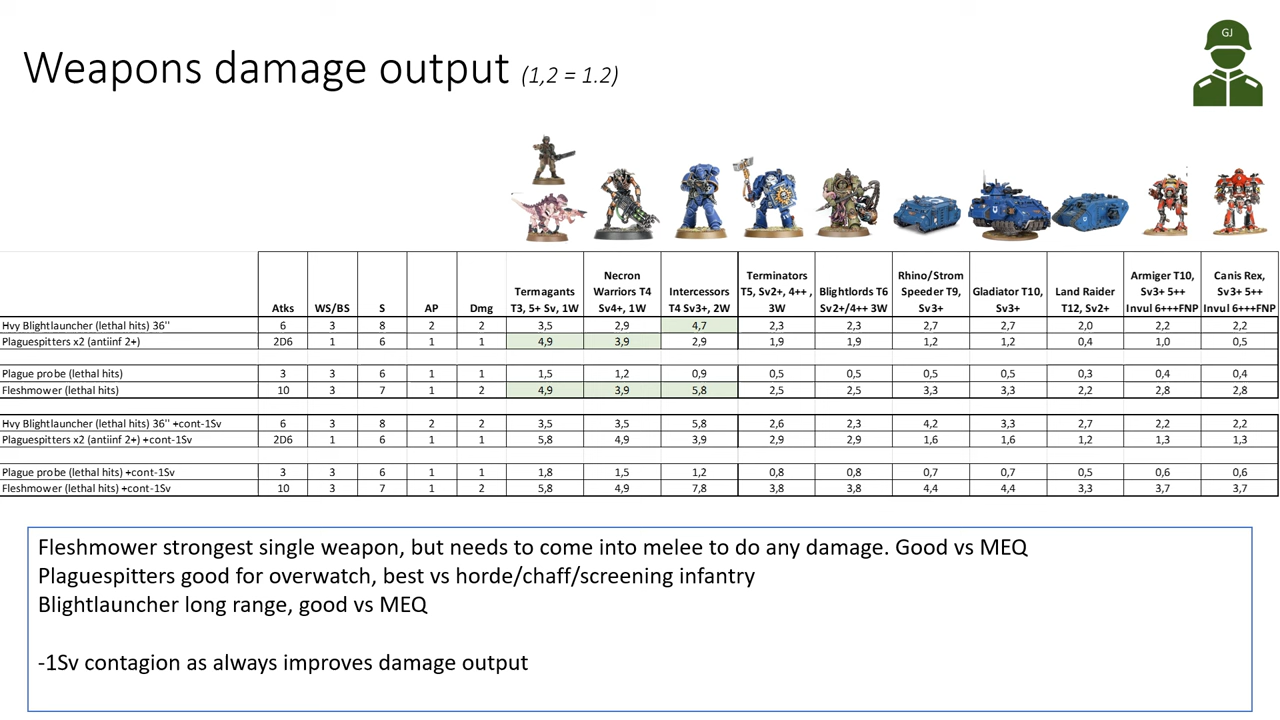 Weapons damage output (1,2 = 1.2)
GJ
Atks WS/BS S AP Dmg Termagants T3, 5+ Sv, 1W Necron Warriors T4 Sv4+, 1W Intercessors T4 Sv3+, 2W Terminators T5, Sv2+, 4++, 3W Blightlords T6 Sv2+/4++ 3W Rhino/Strom Speeder T9, Sv3+ Gladiator T10, Sv3+ Land Raider T12, Sv2+ Armiger T10, Sv3+ 5++ Invul 6+++FNP Canis Rex, Sv3+ 5++ Invul 6+++FNP
Hvy Blightlauncher (lethal hits) 36" 6 3 8 2 2 3,5 2,9 4,7 2,3 2,3 2,7 2,7 2,0 2,2 2,2
Plaguespitters x2 (antiinf 2+) 2D6 1 6 1 1 4,9 3,9 2,9 1,9 1,9 1,2 1,2 0,4 1,0 0,5
Plague probe (lethal hits) 3 3 6 1 1 1,5 1,2 0,9 0,5 0,5 0,5 0,5 0,3 0,4 0,4
Fleshmower (lethal hits) 10 3 7 1 2 4,9 3,9 5,8 2,5 2,5 3,3 3,3 2,2 2,8 2,8
Hvy Blightlauncher (lethal hits) 36" +cont-1Sv 6 3 8 2 2 3,5 3,5 5,8 2,6 2,3 4,2 3,3 2,7 2,2 2,2
Plaguespitters x2 (antiinf 2+) +cont-1Sv 2D6 1 6 1 1 5,8 4,9 3,9 2,9 2,9 1,6 1,6 1,2 1,3 1,3
Plague probe (lethal hits) +cont-1Sv 3 3 6 1 1 1,8 1,5 1,2 0,8 0,8 0,7 0,7 0,5 0,6 0,6
Fleshmower (lethal hits) +cont-1Sv 10 3 7 1 2 5,8 4,9 7,8 3,8 3,8 4,4 4,4 3,3 3,7 3,7
Fleshmower strongest single weapon, but needs to come into melee to do any damage. Good vs MEQ
Plaguespitters good for overwatch, best vs horde/chaff/screening infantry
Blightlauncher long range, good vs MEQ
-1Sv contagion as always improves damage output